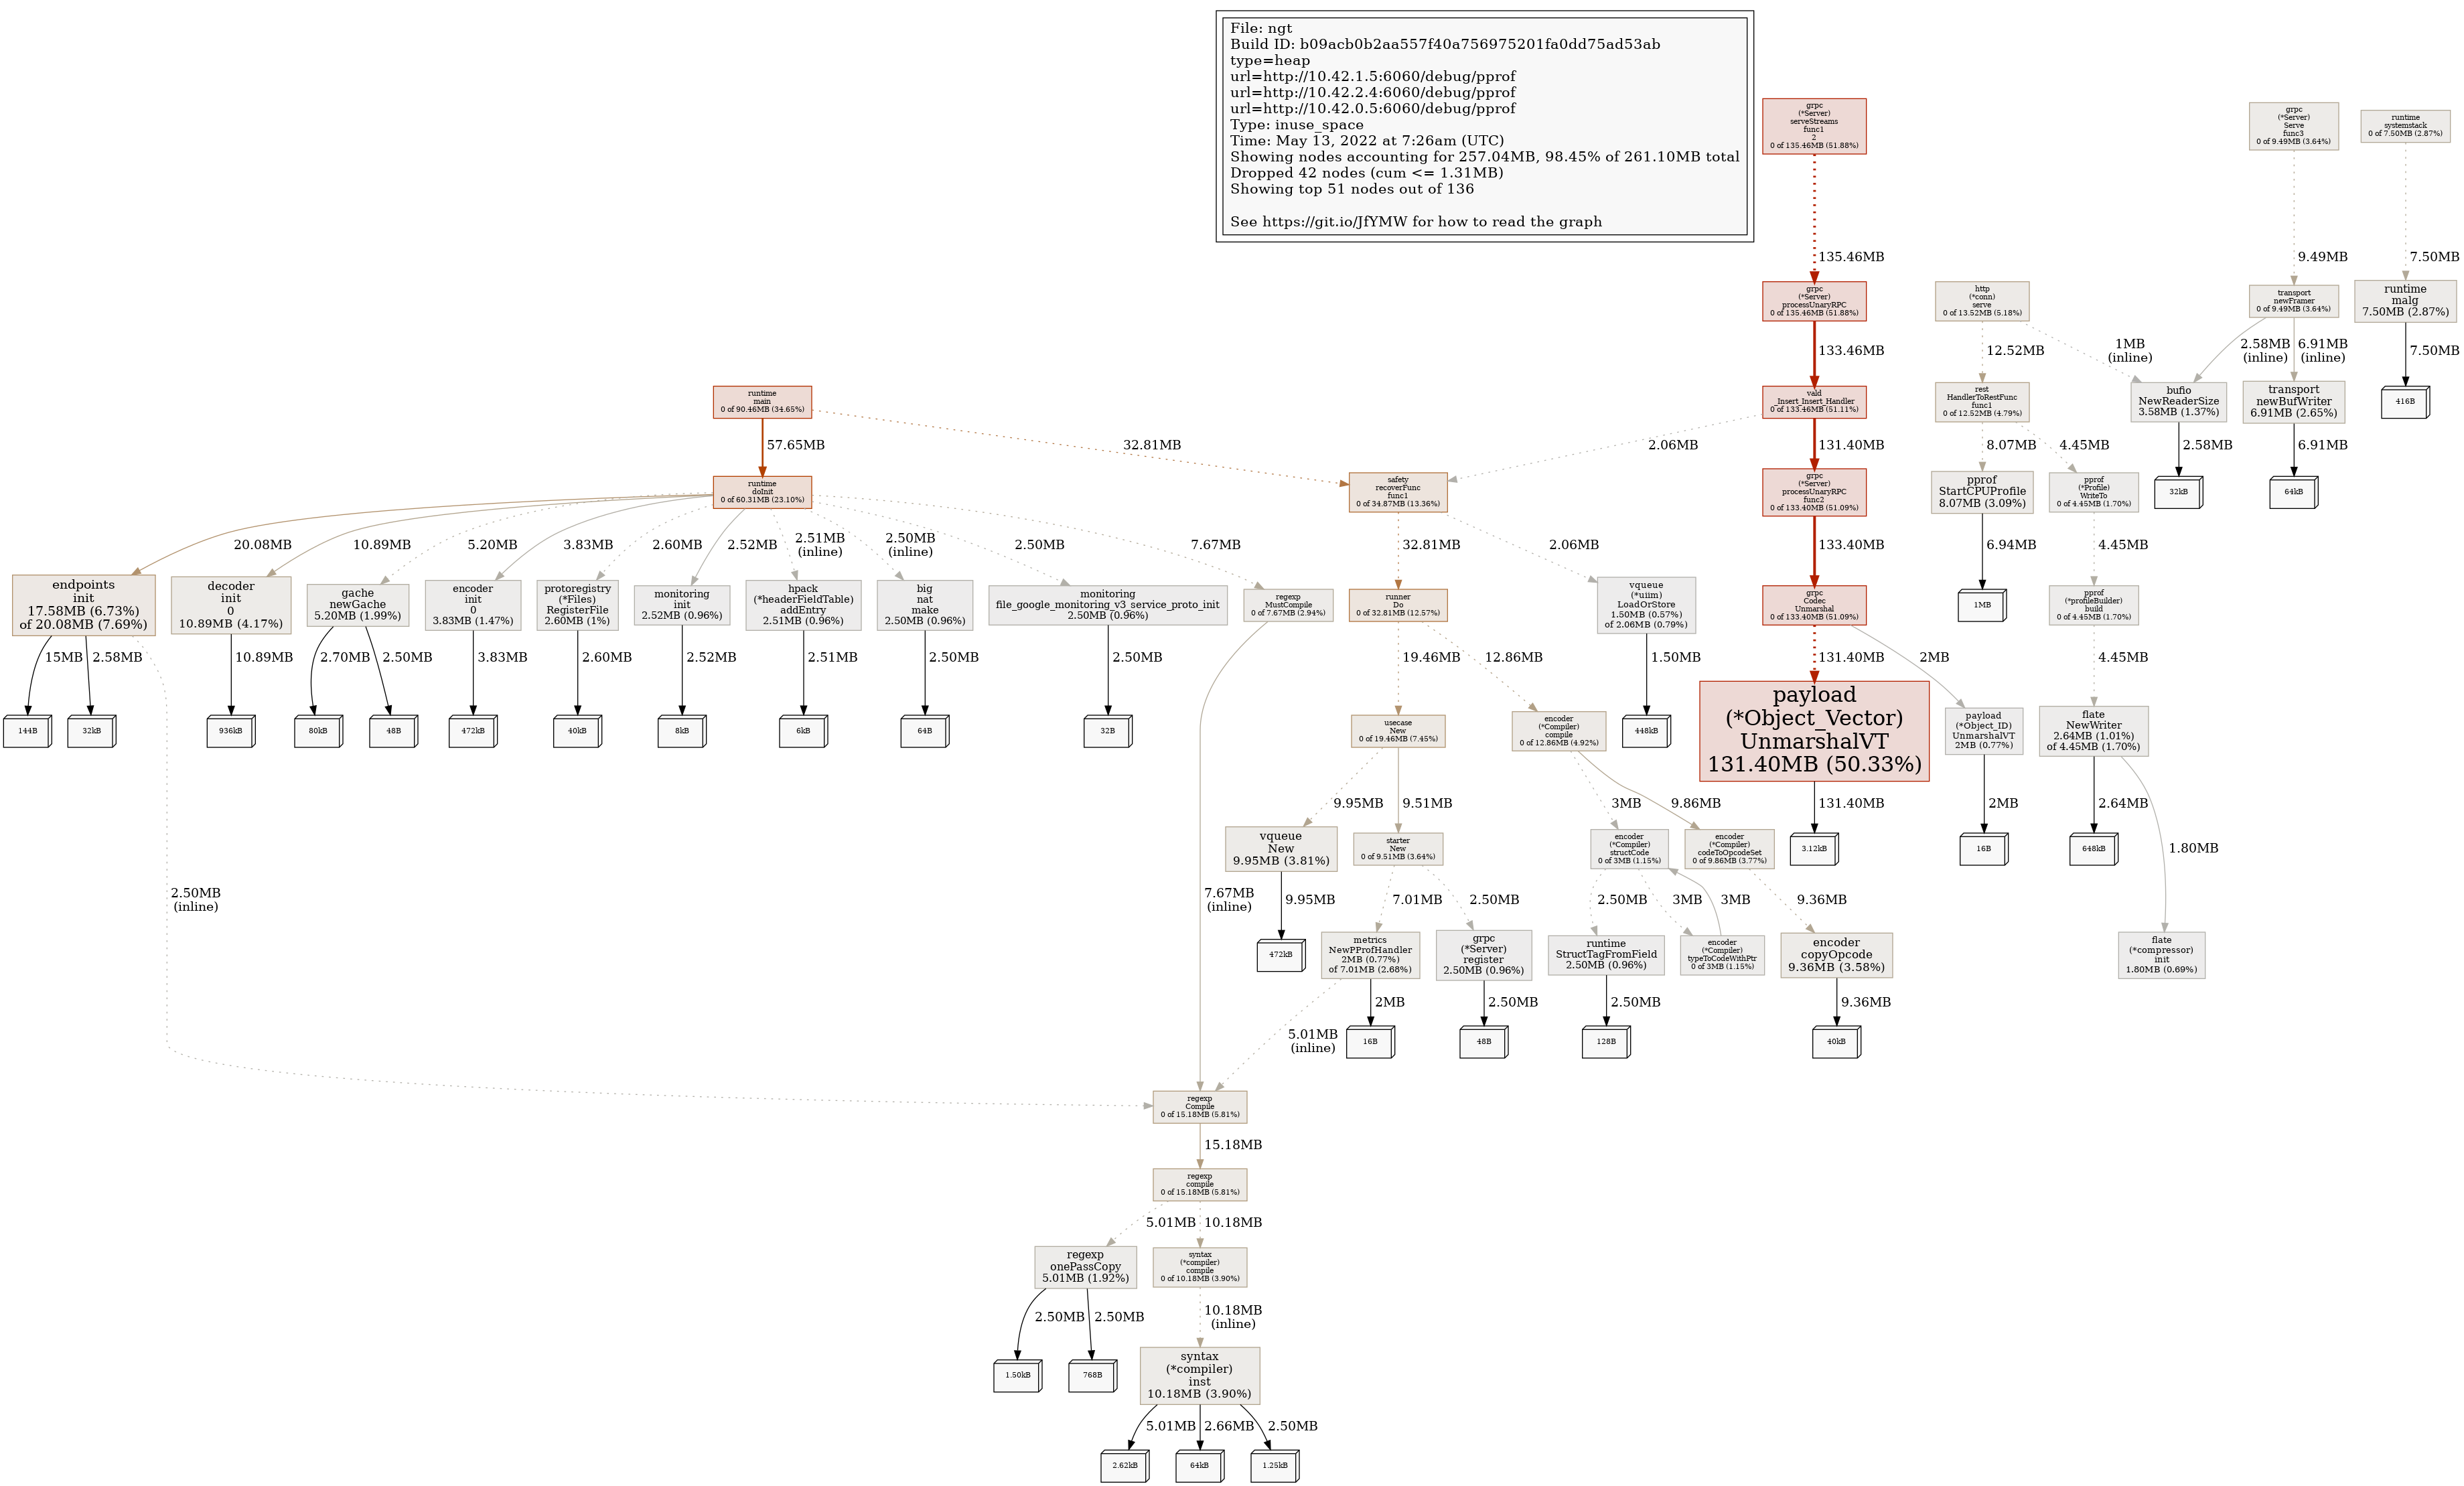 File: ngt
Build ID: b09acb0b2aa557f40a756975201fa0dd75ad53ab
type=heap
url=http://10.42.1.5:6060/debug/pprof
url=http://10.42.2.4:6060/debug/pprof
url=http://10.42.0.5:6060/debug/pprof
Type: inuse_space
Time: May 13, 2022 at 7:26am (UTC)
Showing nodes accounting for 257.04MB, 98.45% of 261.10MB total
Dropped 42 nodes (cum <= 1.31MB)
Showing top 51 nodes out of 136
See https://git.io/JfYMW for how to read the graph
grpc
(*Server)
serveStreams
func1
2
0 of 135.46MB (51.88%)
grpc
(*Server)
Serve
func3
0 of 9.49MB (3.64%)
runtime
systemstack
0 of 7.50MB (2.87%)
135.46MB
9.49MB
7.50MB
grpc
(*Server)
processUnaryRPC
0 of 135.46MB (51.88%)
http
(*conn)
serve
0 of 13.52MB (5.18%)
transport
newFramer
0 of 9.49MB (3.64%)
runtime
malg
7.50MB (2.87%)
133.46MB
12.52MB
1MB
(inline)
2.58MB
(inline)
6.91MB
(inline)
7.50MB
runtime
main
0 of 90.46MB (34.65%)
vald
_Insert_Insert_Handler
0 of 133.46MB (51.11%)
rest
HandlerToRestFunc
func1
0 of 12.52MB (4.79%)
bufio
NewReaderSize
3.58MB (1.37%)
transport
newBufWriter
6.91MB (2.65%)
416B
57.65MB
32.81MB
2.06MB
131.40MB
8.07MB
4.45MB
2.58MB
6.91MB
runtime
doInit
0 of 60.31MB (23.10%)
safety
recoverFunc
func1
0 of 34.87MB (13.36%)
grpc
(*Server)
processUnaryRPC
func2
0 of 133.40MB (51.09%)
pprof
StartCPUProfile
8.07MB (3.09%)
pprof
(*Profile)
WriteTo
0 of 4.45MB (1.70%)
32kB
64kB
20.08MB
10.89MB
5.20MB
3.83MB
2.60MB
2.52MB
2.51MB
(inline)
2.50MB
(inline)
2.50MB
7.67MB
32.81MB
2.06MB
133.40MB
6.94MB
4.45MB
endpoints
init
17.58MB (6.73%)
of 20.08MB (7.69%)
decoder
init
0
10.89MB (4.17%)
gache
newGache
5.20MB (1.99%)
encoder
init
0
3.83MB (1.47%)
protoregistry
(*Files)
RegisterFile
2.60MB (1%)
monitoring
init
2.52MB (0.96%)
hpack
(*headerFieldTable)
addEntry
2.51MB (0.96%)
big
nat
make
2.50MB (0.96%)
monitoring
file_google_monitoring_v3_service_proto_init
2.50MB (0.96%)
regexp
MustCompile
0 of 7.67MB (2.94%)
runner
Do
0 of 32.81MB (12.57%)
vqueue
(*uiim)
LoadOrStore
1.50MB (0.57%)
of 2.06MB (0.79%)
grpc
Codec
Unmarshal
0 of 133.40MB (51.09%)
1MB
pprof
(*profileBuilder)
build
0 of 4.45MB (1.70%)
15MB
2.58MB
10.89MB
2.70MB
2.50MB
3.83MB
2.60MB
2.52MB
2.51MB
2.50MB
2.50MB
19.46MB
12.86MB
1.50MB
131.40MB
2MB
4.45MB
144B
32kB
936kB
80kB
48B
472kB
40kB
8kB
6kB
64B
32B
usecase
New
0 of 19.46MB (7.45%)
encoder
(*Compiler)
compile
0 of 12.86MB (4.92%)
448kB
payload
(*Object_Vector)
UnmarshalVT
131.40MB (50.33%)
payload
(*Object_ID)
UnmarshalVT
2MB (0.77%)
flate
NewWriter
2.64MB (1.01%)
of 4.45MB (1.70%)
9.95MB
9.51MB
3MB
9.86MB
131.40MB
2MB
2.64MB
1.80MB
vqueue
New
9.95MB (3.81%)
starter
New
0 of 9.51MB (3.64%)
encoder
(*Compiler)
structCode
0 of 3MB (1.15%)
encoder
(*Compiler)
codeToOpcodeSet
0 of 9.86MB (3.77%)
3.12kB
16B
648kB
2.50MB
(inline)
7.67MB
(inline)
9.95MB
7.01MB
2.50MB
2.50MB
3MB
3MB
9.36MB
472kB
metrics
NewPProfHandler
2MB (0.77%)
of 7.01MB (2.68%)
grpc
(*Server)
register
2.50MB (0.96%)
runtime
StructTagFromField
2.50MB (0.96%)
encoder
(*Compiler)
typeToCodeWithPtr
0 of 3MB (1.15%)
encoder
copyOpcode
9.36MB (3.58%)
flate
(*compressor)
init
1.80MB (0.69%)
5.01MB
(inline)
2MB
2.50MB
2.50MB
9.36MB
16B
48B
128B
40kB
regexp
Compile
0 of 15.18MB (5.81%)
15.18MB
regexp
compile
0 of 15.18MB (5.81%)
5.01MB
10.18MB
regexp
onePassCopy
5.01MB (1.92%)
syntax
(*compiler)
compile
0 of 10.18MB (3.90%)
2.50MB
2.50MB
10.18MB
(inline)
1.50kB
768B
syntax
(*compiler)
inst
10.18MB (3.90%)
5.01MB
2.66MB
2.50MB
2.62kB
64kB
1.25kB